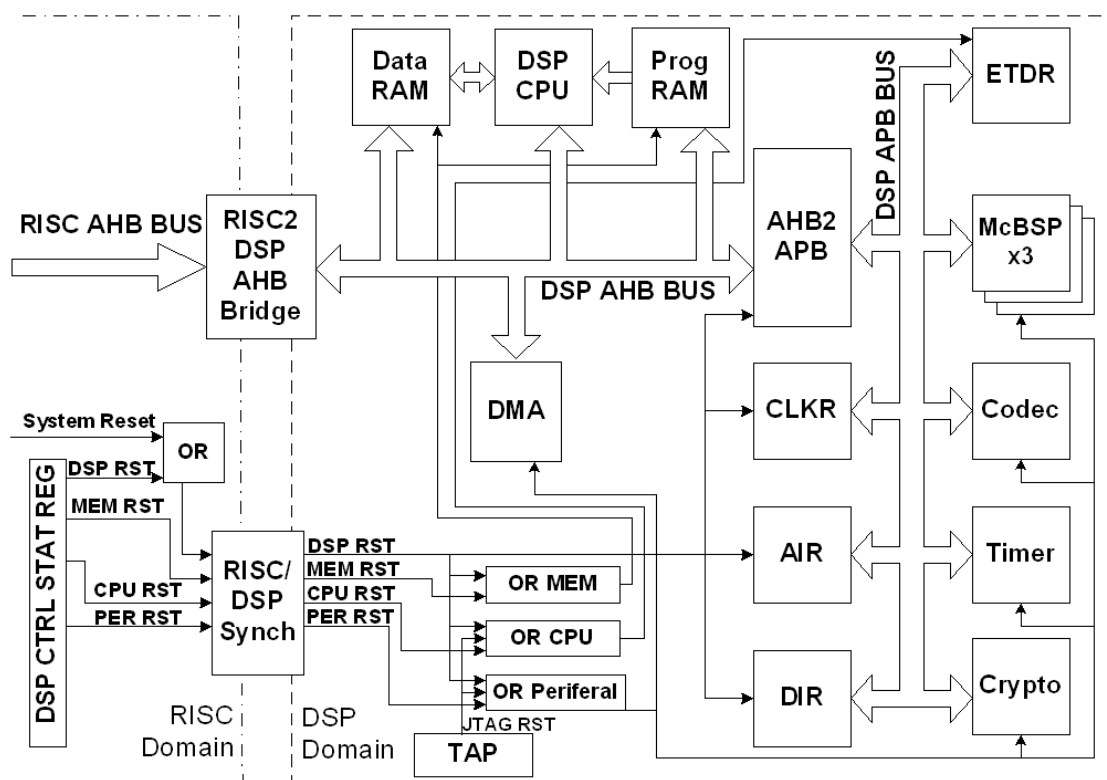 Data
RAM
DSP
CPU
Prog
RAM
ETDR
DSP APB BUS
RISC AHB BUS
RISC2
DSP
AHB
Bridge
AHB2
APB
McBSP
x3
DSP AHB BUS
DMA
CLKR
Codec
System Reset
OR
DSP CTRL STAT REG
DSP RST
MEM RST
CPU RST
PER RST
RISC/
DSP
Synch
DSP RST
MEM RST
CPU RST
PER RST
OR MEM
OR CPU
OR Periferal
JTAG RST
TAP
AIR
Timer
DIR
Crypto
RISC
Domain
DSP
Domain